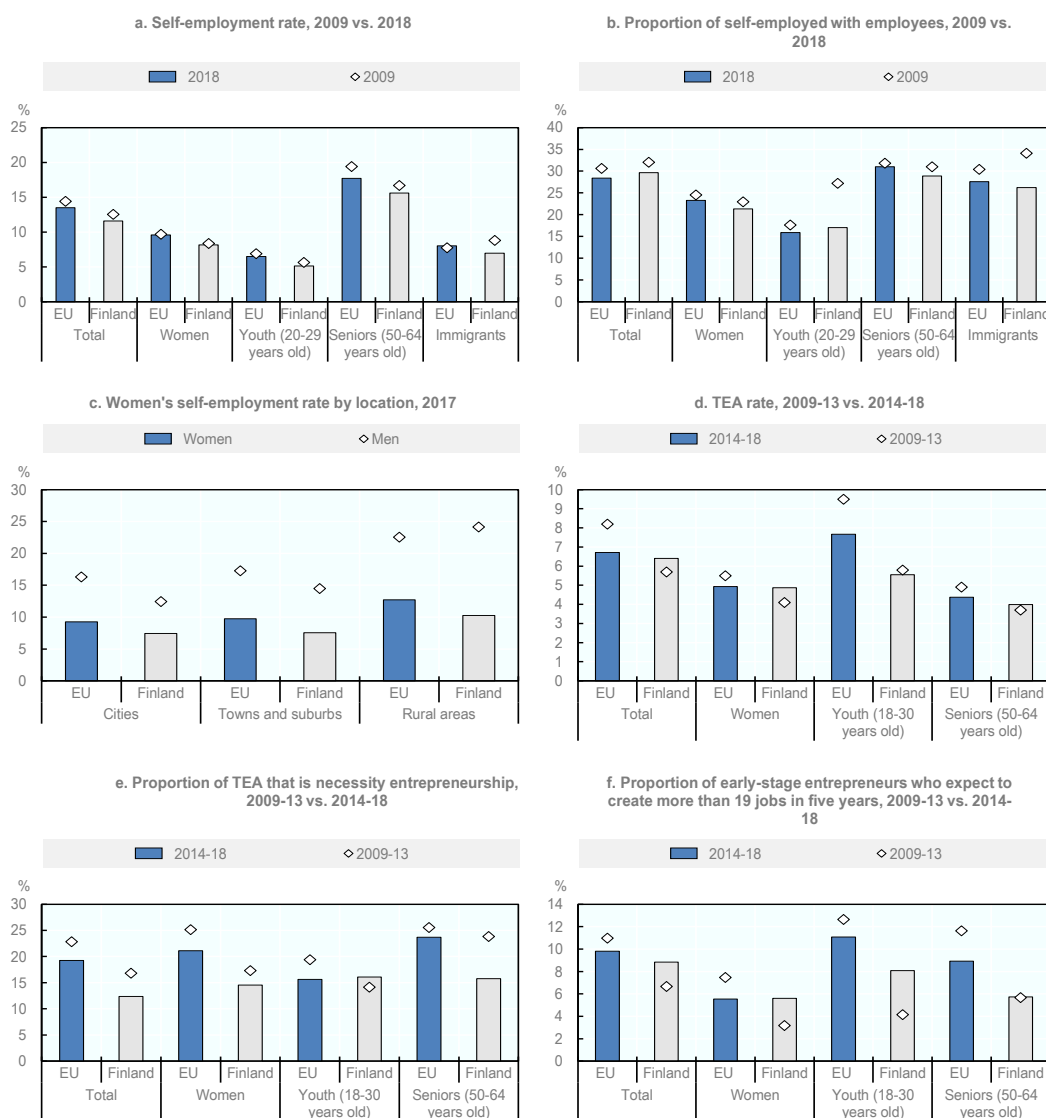 a. Self-employment rate, 2009 vs. 2018
2018 2009
%
25
20
15
10
5
0
EU Finland EU Finland EU Finland EU Finland EU Finland
Total Women Youth (20-29 years old) Seniors (50-64 years old) Immigrants
b. Proportion of self-employed with employees, 2009 vs.
2018
2018 2009
%
40
35
30
25
20
15
10
5
0
EU Finland EU Finland EU Finland EU Finland EU Finland
Total Women Youth (20-29 years old) Seniors (50-64 years old) Immigrants
c. Women's self-employment rate by location, 2017
Women Men
%
30
25
20
15
10
5
0
EU Finland EU Finland EU Finland
Cities Towns and suburbs Rural areas
d. TEA rate, 2009-13 vs. 2014-18
2014-18 2009-13
%
10
9
8
7
6
5
4
3
2
1
0
EU Finland EU Finland EU Finland EU Finland
Total Women Youth (18-30 years old) Seniors (50-64 years old)
e. Proportion of TEA that is necessity entrepreneurship,
2009-13 vs. 2014-18
2014-18 2009-13
%
30
25
20
15
10
5
0
EU Finland EU Finland EU Finland EU Finland
Total Women Youth (18-30 years old) Seniors (50-64 years old)
f. Proportion of early-stage entrepreneurs who expect to
create more than 19 jobs in five years, 2009-13 vs. 2014-
18
2014-18 2009-13
%
14
12
10
8
6
4
2
0
EU Finland EU Finland EU Finland EU Finland
Total Women Youth (18-30 years old) Seniors (50-64 years old)